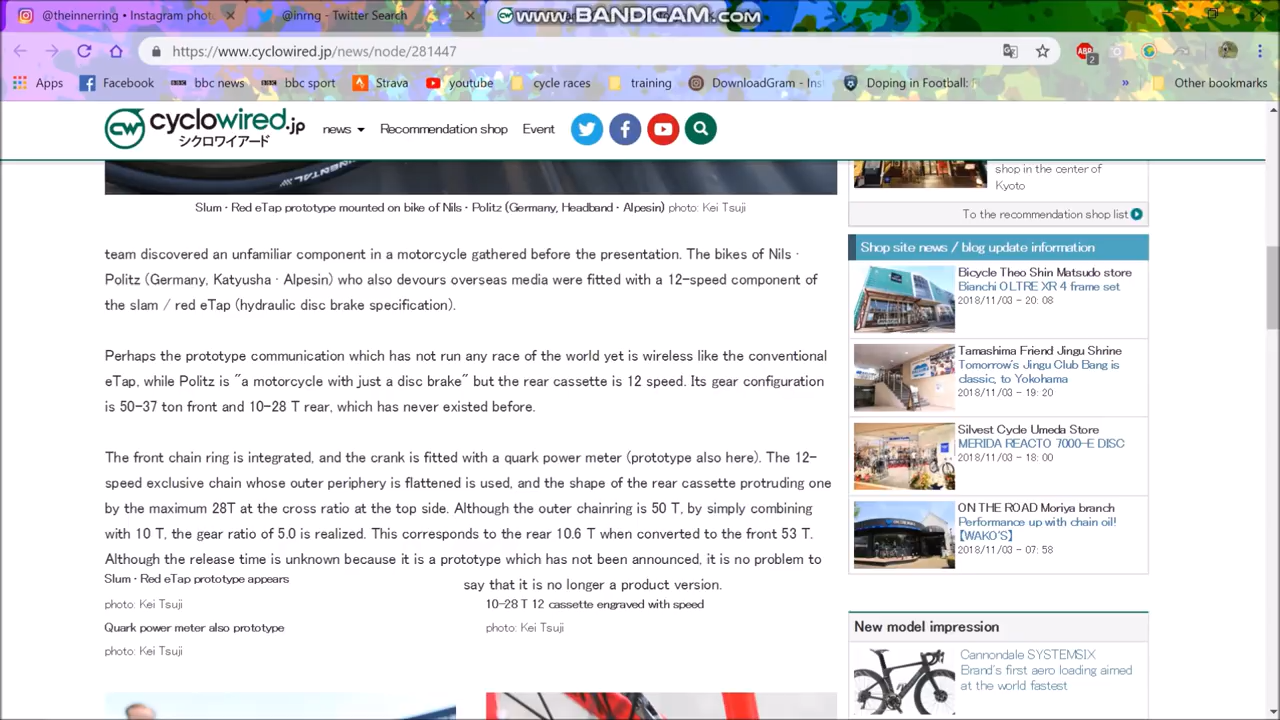 @theinnering • Instagram phot
@inrng - Twitter Search
www.BANDICAM.com
https://www.cyclowired.jp/news/node/281447
Apps
Facebook
bbc news
bbc sport
Strava
youtube
cycle races
training
DownloadGram - Ins
Doping in Football:
»
Other bookmarks
cyclowired.jp
シクロワイアード
news
Recommendation shop
Event
Slum · Red eTap prototype mounted on bike of Nils · Politz (Germany, Headband · Alpesin) photo: Kei Tsuji
team discovered an unfamiliar component in a motorcycle gathered before the presentation. The bikes of Nils ·
Politz (Germany, Katyusha · Alpesin) who also devours overseas media were fitted with a 12-speed component of
the slam / red eTap (hydraulic disc brake specification).
Perhaps the prototype communication which has not run any race of the world yet is wireless like the conventional
eTap, while Politz is "a motorcycle with just a disc brake" but the rear cassette is 12 speed. Its gear configuration
is 50-37 ton front and 10-28 T rear, which has never existed before.
The front chain ring is integrated, and the crank is fitted with a quark power meter (prototype also here). The 12-
speed exclusive chain whose outer periphery is flattened is used, and the shape of the rear cassette protruding one
by the maximum 28T at the cross ratio at the top side. Although the outer chainring is 50 T, by simply combining
with 10 T, the gear ratio of 5.0 is realized. This corresponds to the rear 10.6 T when converted to the front 53 T.
Although the release time is unknown because it is a prototype which has not been announced, it is no problem to
say that it is no longer a product version.
Slum · Red eTap prototype appears
photo: Kei Tsuji
10-28 T 12 cassette engraved with speed
photo: Kei Tsuji
Quark power meter also prototype
photo: Kei Tsuji
shop in the center of
Kyoto
To the recommendation shop list
Shop site news / blog update information
Bicycle Theo Shin Matsudo store
Bianchi OLTRE XR 4 frame set
2018/11/03 - 20: 08
Tamashima Friend Jingu Shrine
Tomorrow's Jingu Club Bang is
classic, to Yokohama
2018/11/03 - 19: 20
Silvest Cycle Umeda Store
MERIDA REACTO 7000-E DISC
2018/11/03 - 18: 00
ON THE ROAD Moriya branch
Performance up with chain oil!
【WAKO'S】
2018/11/03 - 07: 58
New model impression
Cannondale SYSTEMSIX
Brand's first aero loading aimed
at the world fastest